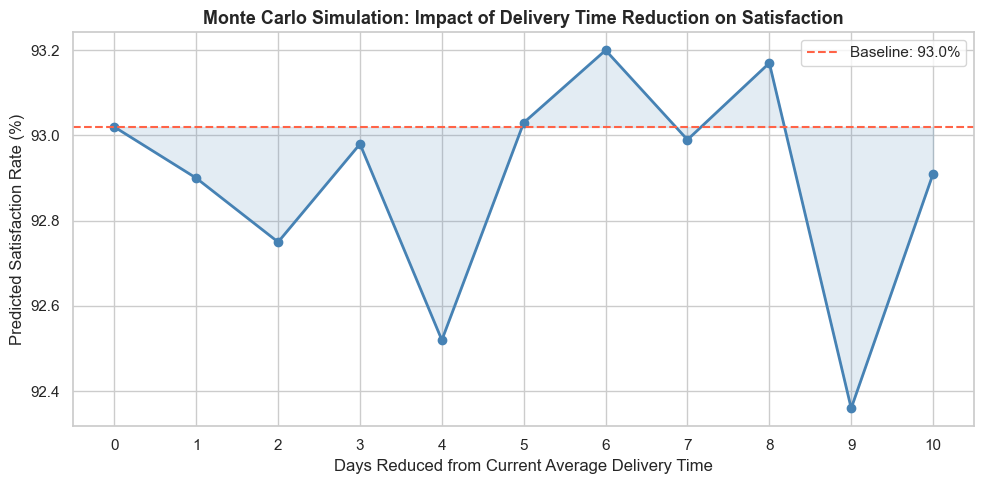 Monte Carlo Simulation: Impact of Delivery Time Reduction on Satisfaction
Baseline: 93.0%
Predicted Satisfaction Rate (%)
93.2
93.0
92.8
92.6
92.4
0 1 2 3 4 5 6 7 8 9 10
Days Reduced from Current Average Delivery Time